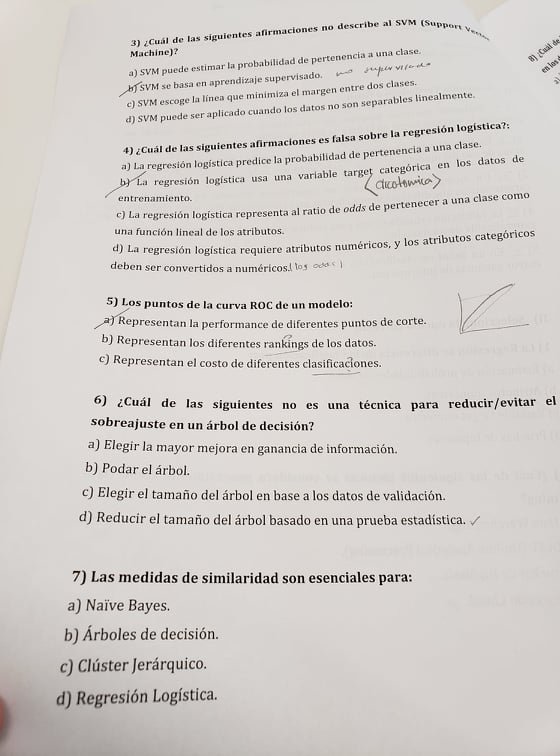 3) ¿Cuál de las siguientes afirmaciones no describe al SVM (Support Vector
Machine)?
a) SVM puede estimar la probabilidad de pertenencia a una clase.
b) SVM se basa en aprendizaje supervisado. no supervisado
c) SVM escoge la línea que minimiza el margen entre dos clases.
d) SVM puede ser aplicado cuando los datos no son separables linealmente.
4) ¿Cuál de las siguientes afirmaciones es falsa sobre la regresión logística?:
a) La regresión logística predice la probabilidad de pertenencia a una clase.
b) La regresión logística usa una variable target categórica en los datos de
(dicotómica)
entrenamiento.
c) La regresión logística representa al ratio de odds de pertenecer a una clase como
una función lineal de los atributos.
d) La regresión logística requiere atributos numéricos, y los atributos categóricos
deben ser convertidos a numéricos. (los odds)
5) Los puntos de la curva ROC de un modelo:
a) Representan la performance de diferentes puntos de corte.
b) Representan los diferentes rankings de los datos.
c) Representan el costo de diferentes clasificaciones.
6) ¿Cuál de las siguientes no es una técnica para reducir/evitar el
sobreajuste en un árbol de decisión?
a) Elegir la mayor mejora en ganancia de información.
b) Podar el árbol.
c) Elegir el tamaño del árbol en base a los datos de validación.
d) Reducir el tamaño del árbol basado en una prueba estadística. ✓
7) Las medidas de similaridad son esenciales para:
a) Naïve Bayes.
b) Árboles de decisión.
c) Clúster Jerárquico.
d) Regresión Logística.
8) ¿Cuál de
en los
a)